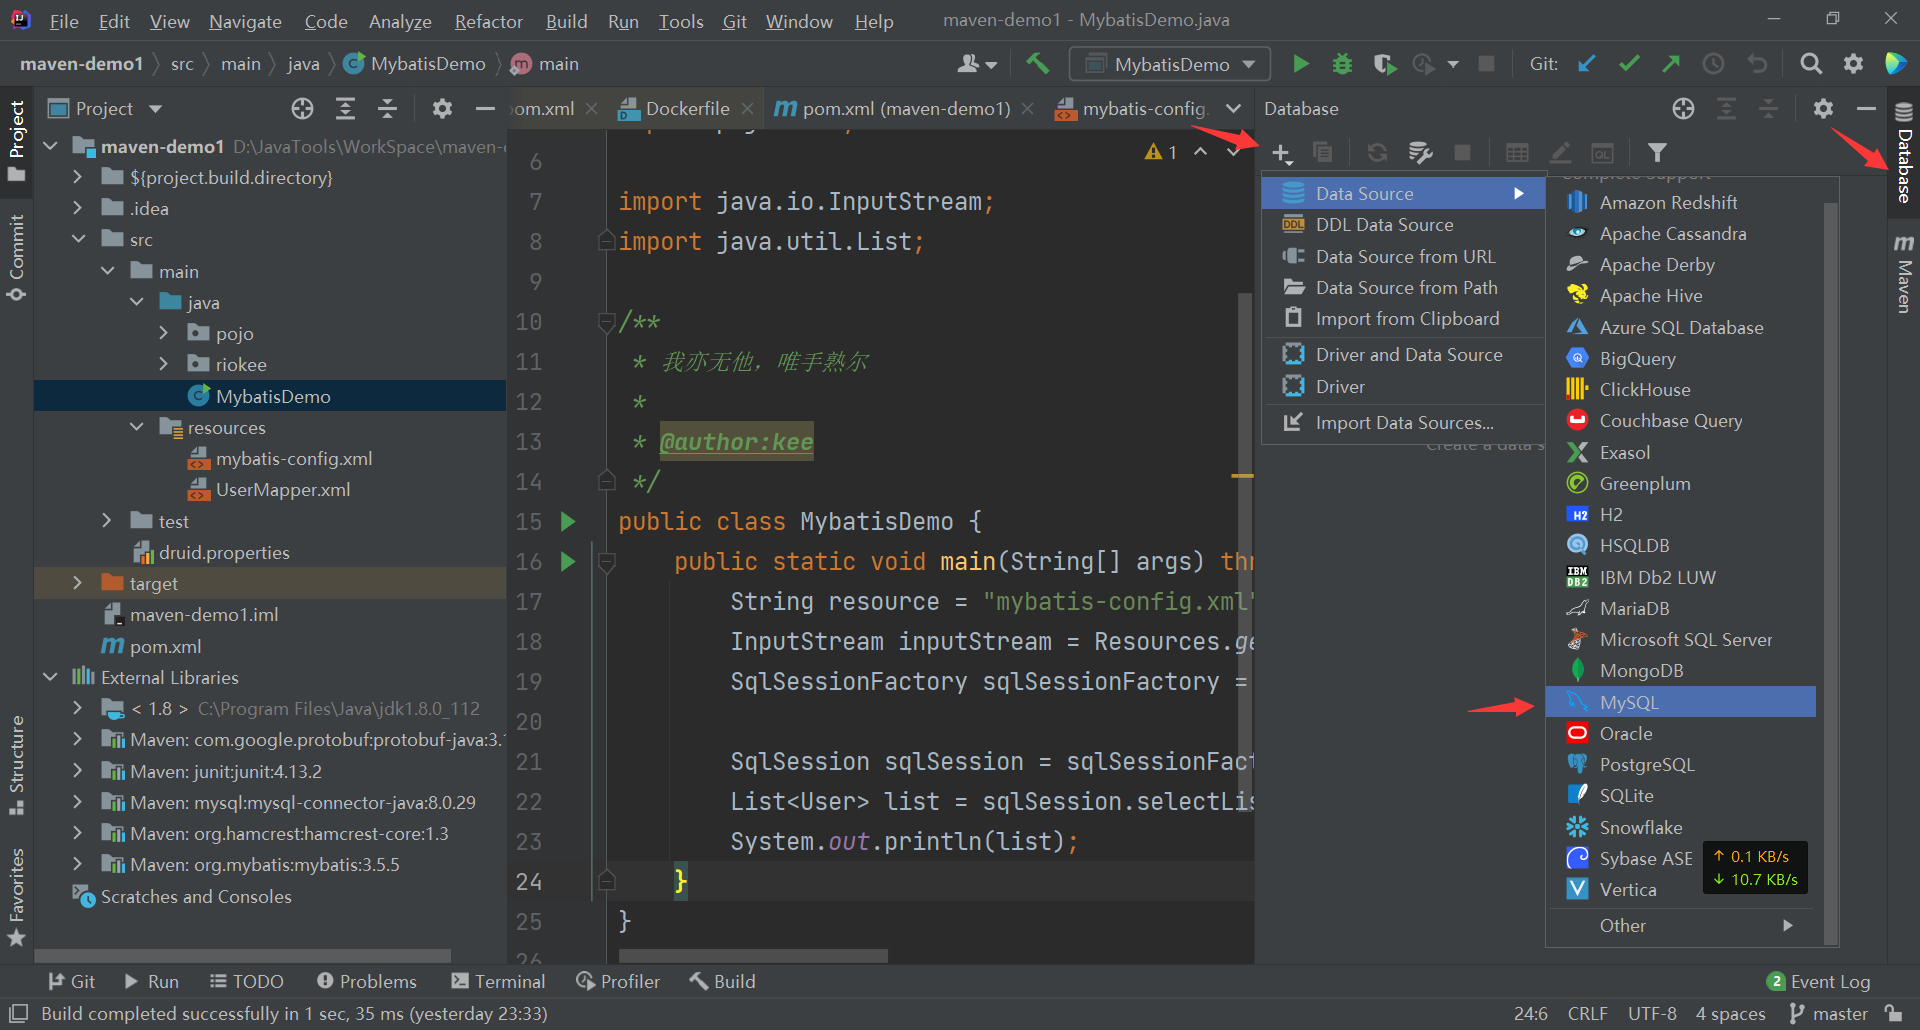 File Edit View Navigate Code Analyze Refactor Build Run Tools Git Window Help maven-demo1 - MybatisDemo.java
maven-demo1 src main java MybatisDemo main MybatisDemo Git:
Project
Commit
Structure
Favorites
Project
maven-demo1 D:\JavaTools\WorkSpace\maven-
${project.build.directory}
.idea
src
main
java
pojo
riokee
MybatisDemo
resources
mybatis-config.xml
UserMapper.xml
test
druid.properties
target
maven-demo1.iml
pom.xml
External Libraries
< 1.8 > C:\Program Files\Java\jdk1.8.0_112
Maven: com.google.protobuf:protobuf-java:3.
Maven: junit:junit:4.13.2
Maven: mysql:mysql-connector-java:8.0.29
Maven: org.hamcrest:hamcrest-core:1.3
Maven: org.mybatis:mybatis:3.5.5
Scratches and Consoles
om.xml Dockerfile pom.xml (maven-demo1) mybatis-config.
1
6
7 import java.io.InputStream;
8 import java.util.List;
9
10 /**
11 * 我亦无他，唯手熟尔
12 *
13 * @author:kee
14 */
15 public class MybatisDemo {
16 public static void main(String[] args) thr
17 String resource = "mybatis-config.xml"
18 InputStream inputStream = Resources.ge
19 SqlSessionFactory sqlSessionFactory =
20
21 SqlSession sqlSession = sqlSessionFact
22 List<User> list = sqlSession.selectLis
23 System.out.println(list);
24 }
25 }
26
Database
Data Source
DDL Data Source
Data Source from URL
Data Source from Path
Import from Clipboard
Driver and Data Source
Driver
Import Data Sources...
Create a data s
Complete Support
Amazon Redshift
Apache Cassandra
Apache Derby
Apache Hive
Azure SQL Database
BigQuery
ClickHouse
Couchbase Query
Exasol
Greenplum
H2
HSQLDB
IBM Db2 LUW
MariaDB
Microsoft SQL Server
MongoDB
MySQL
Oracle
PostgreSQL
SQLite
Snowflake
Sybase ASE
Vertica
Other
↑ 0.1 KB/s
↓ 10.7 KB/s
Database
Maven
Git Run TODO Problems Terminal Profiler Build 2 Event Log
Build completed successfully in 1 sec, 35 ms (yesterday 23:33) 24:6 CRLF UTF-8 4 spaces master